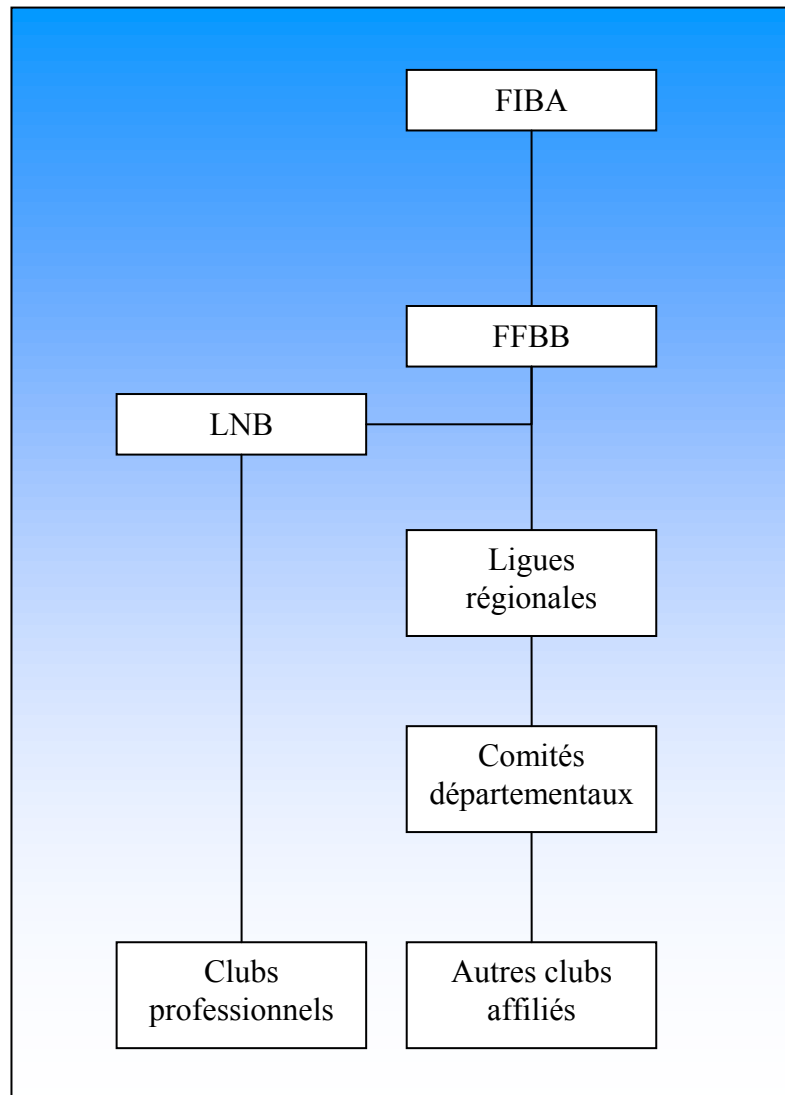 FIBA
FFBB
LNB
Ligues
régionales
Comités
départementaux
Clubs
professionnels
Autres clubs
affiliés